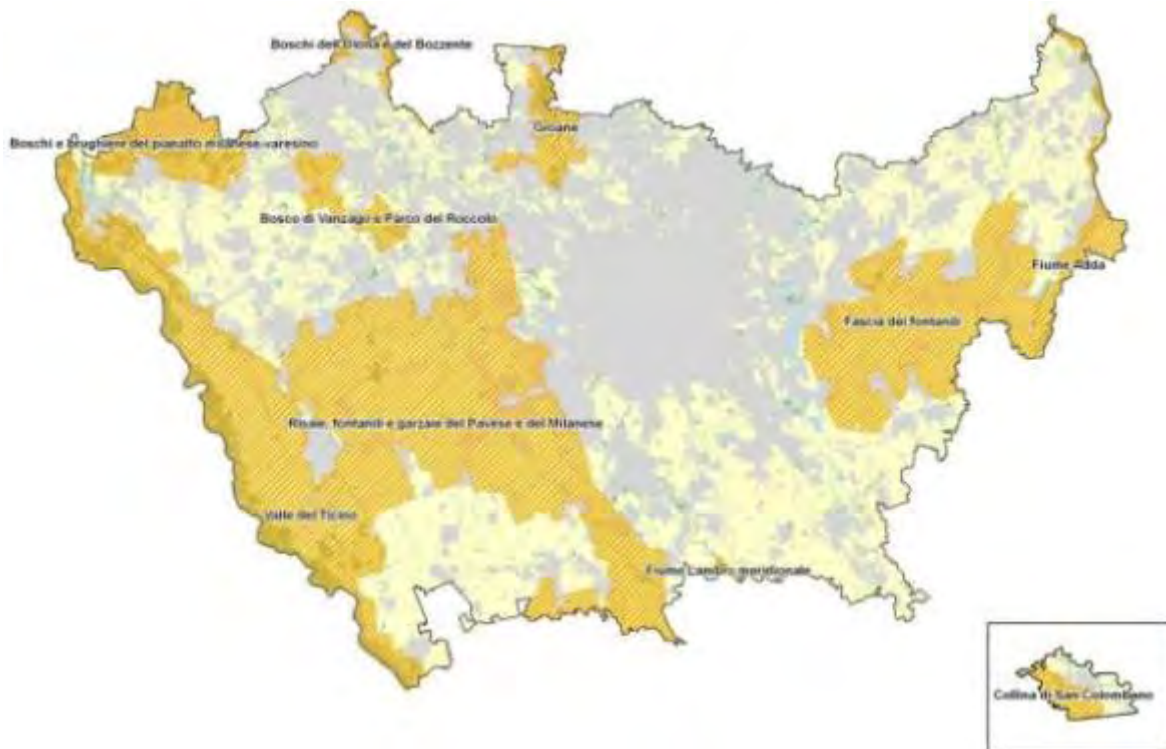 Boschi dell'Olona e del Bozzente
Groane
Boschi e brughiere del pianalto milanese-varesino
Bosco di Vanzago e Parco del Roccolo
Fiume Adda
Fascia dei fontanili
Risaie, fontanili e garzaie del Pavese e del Milanese
Valle del Ticino
Fiume Lambro meridionale
Collina di San Colombano